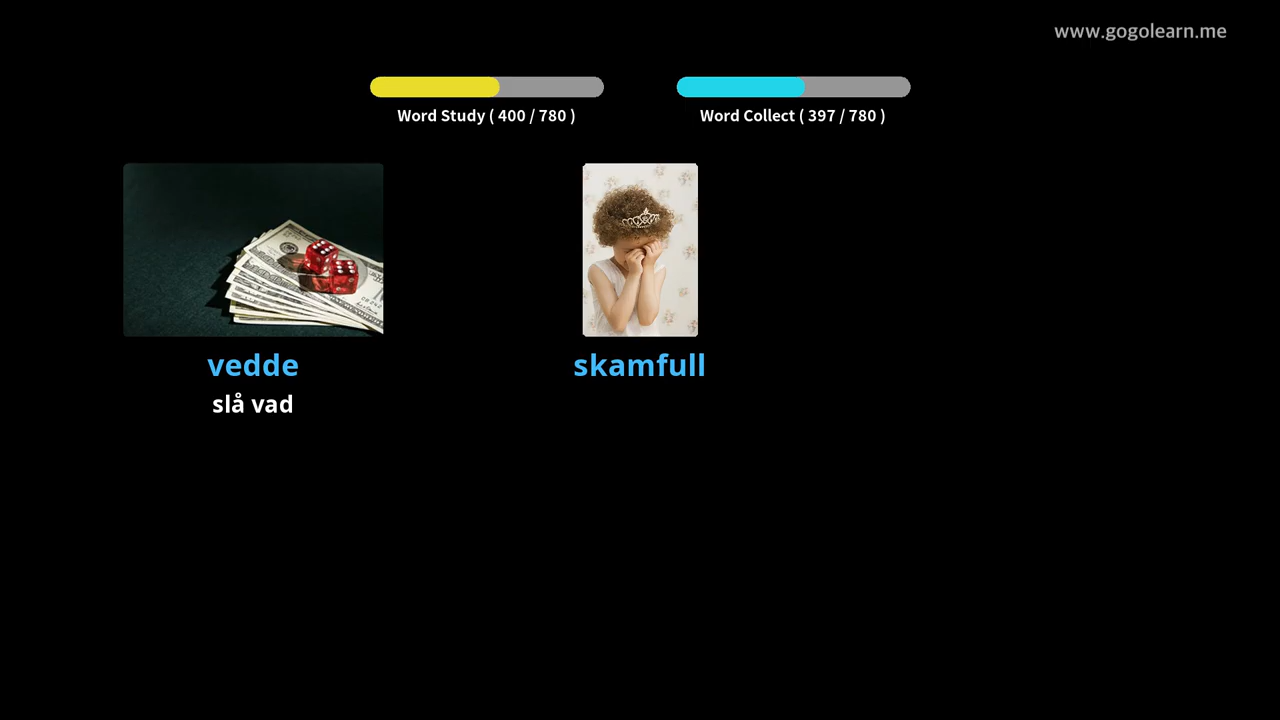 www.gogolearn.me
Word Study ( 400 / 780 )
Word Collect ( 397 / 780 )
vedde
slå vad
skamfull